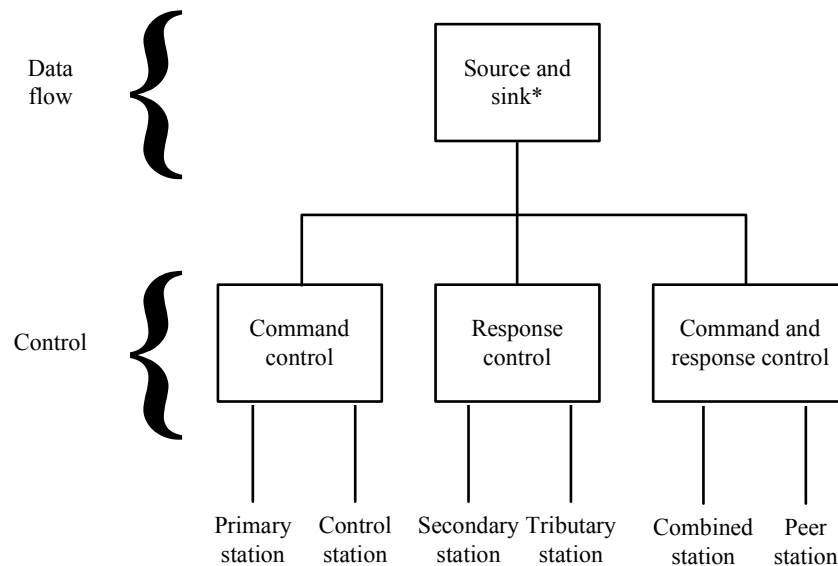 Data
flow
Source and
sink*
Control
Command
control
Response
control
Command and
response control
Primary
station
Control
station
Secondary
station
Tributary
station
Combined
station
Peer
station